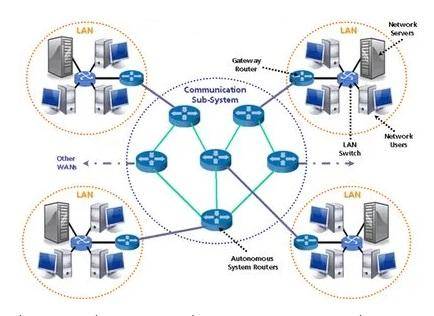 LAN
LAN
Network
Servers
Gateway
Router
Communication
Sub-System
Network
Users
LAN
Switch
Other
WANs
LAN
LAN
Autonomous
System Routers